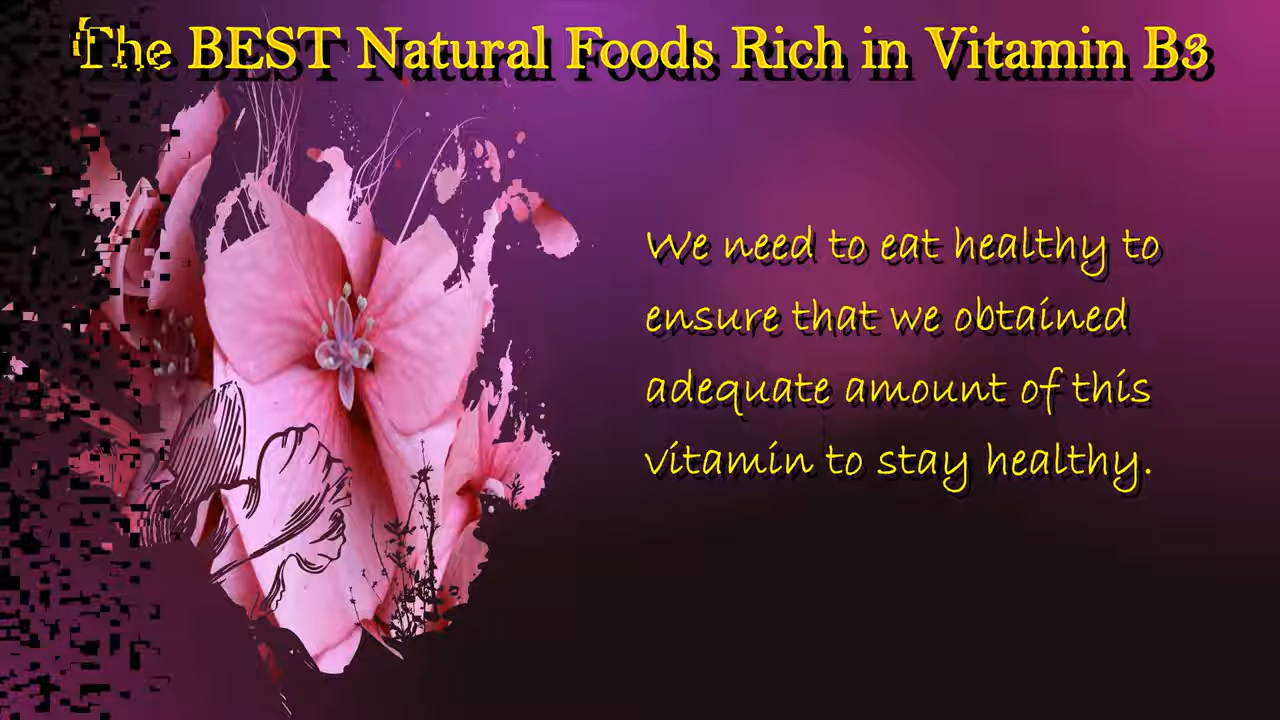 The BEST Natural Foods Rich in Vitamin B3
We need to eat healthy to
ensure that we obtained
adequate amount of this
vitamin to stay healthy.